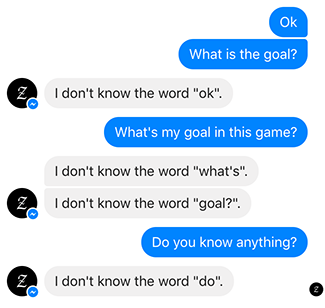 Ok
What is the goal?
I don't know the word "ok".
What's my goal in this game?
I don't know the word "what's".
I don't know the word "goal?".
Do you know anything?
I don't know the word "do".